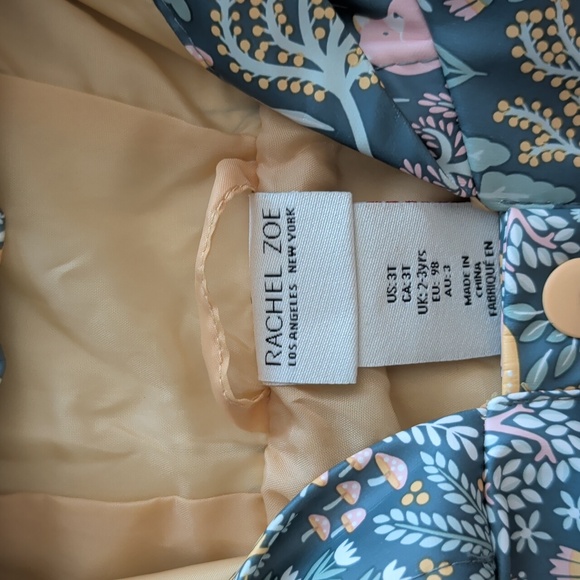 RACHEL ZOE
LOS ANGELES NEW YORK
US: 3T
CA: 3T
UK: 2-3yrs
EU: 98
AU: 3
MADE IN
CHINA
FABRIQUE EN